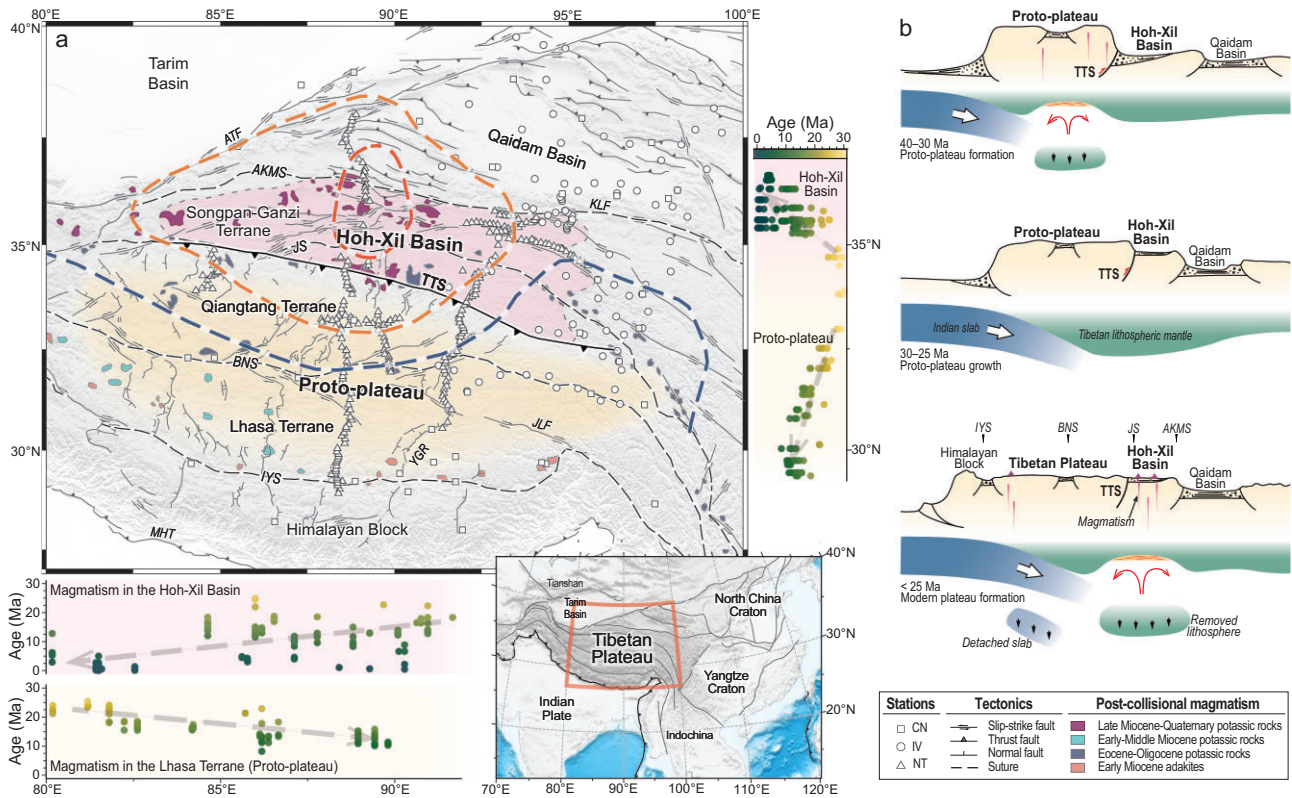 a
80°E
85°E
90°E
95°E
100°E
40°N
35°N
30°N
Tarim
Basin
ATF
AKMS
Qaidam Basin
KLF
Songpan-Ganzi
Terrane
JS
Hoh-Xil Basin
TTS
Qiangtang Terrane
BNS
Proto-plateau
Lhasa Terrane
JLF
YGR
IYS
Himalayan Block
MHT
Age (Ma)
0 10 20 30
Hoh-Xil
Basin
35°N
Proto-plateau
30°N
Magmatism in the Hoh-Xil Basin
Age (Ma)
30
20
10
0
Age (Ma)
30
20
10
0
Magmatism in the Lhasa Terrane (Proto-plateau)
80°E
85°E
90°E
Tianshan
Tarim
Basin
North China
Craton
Tibetan
Plateau
Yangtze
Craton
Indian
Plate
Indochina
40°N
30°N
20°N
70°E
80°E
90°E
100°E
110°E
120°E
b
Proto-plateau
Hoh-Xil
Basin
Qaidam
Basin
TTS
40–30 Ma
Proto-plateau formation
Proto-plateau
Hoh-Xil
Basin
Qaidam
Basin
TTS
Indian slab
Tibetan lithospheric mantle
30–25 Ma
Proto-plateau growth
IYS
BNS
JS
AKMS
Himalayan
Block
Tibetan Plateau
Hoh-Xil
Basin
Qaidam
Basin
TTS
Magmatism
< 25 Ma
Modern plateau formation
Detached slab
Removed
lithosphere
Stations
CN
IV
NT
Tectonics
Slip-strike fault
Thrust fault
Normal fault
Suture
Post-collisional magmatism
Late Miocene-Quaternary potassic rocks
Early-Middle Miocene potassic rocks
Eocene-Oligocene potassic rocks
Early Miocene adakites